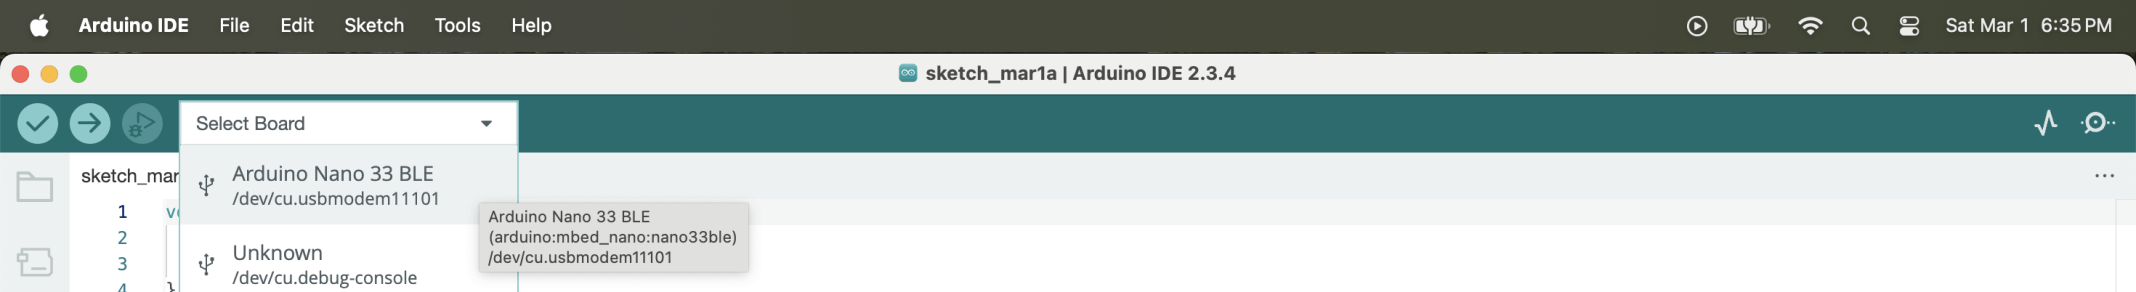 Arduino IDE File Edit Sketch Tools Help Sat Mar 1 6:35 PM
sketch_mar1a | Arduino IDE 2.3.4
Select Board
sketch_mar
Arduino Nano 33 BLE
/dev/cu.usbmodem11101
1
2
3
4 }
Unknown
/dev/cu.debug-console
Arduino Nano 33 BLE
(arduino:mbed_nano:nano33ble)
/dev/cu.usbmodem11101